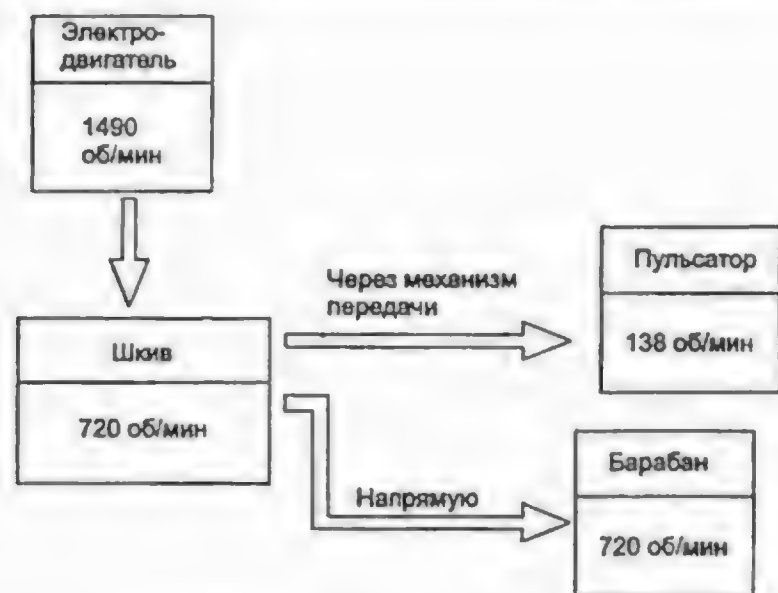 Электро-
двигатель
1490
об/мин
Шкив
720 об/мин
Через механизм
передачи
Пульсатор
138 об/мин
Напрямую
Барабан
720 об/мин